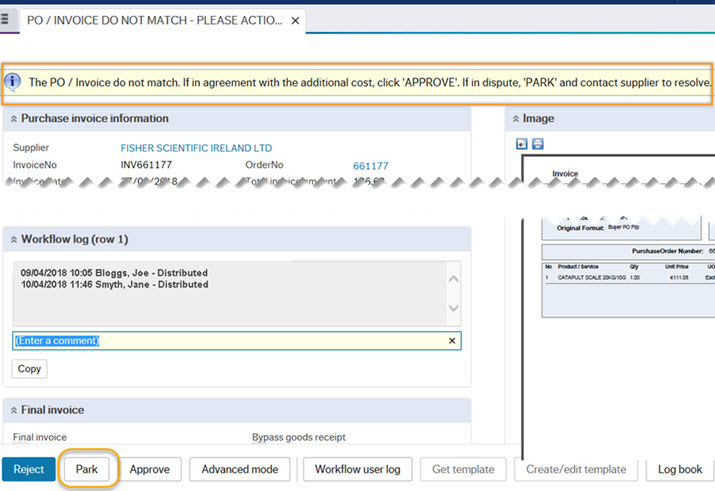 PO / INVOICE DO NOT MATCH - PLEASE ACTIO... ×
The PO / Invoice do not match. If in agreement with the additional cost, click 'APPROVE'. If in dispute, 'PARK' and contact supplier to resolve.
Purchase invoice information
Image
Supplier FISHER SCIENTIFIC IRELAND LTD
InvoiceNo INV661177 OrderNo 661177
Invoice
Original Format: Buyer PO Flip
Workflow log (row 1)
PurchaseOrder Number: 66
No Product / Service Qty Unit Price UO
1 CATAPULT SCALE 20KG/10G 1.00 €111.08 Each
09/04/2018 10:05 Bloggs, Joe - Distributed
10/04/2018 11:46 Smyth, Jane - Distributed
(Enter a comment) ×
Copy
Final invoice
Final invoice Bypass goods receipt
Reject Park Approve Advanced mode Workflow user log Get template Create/edit template Log book